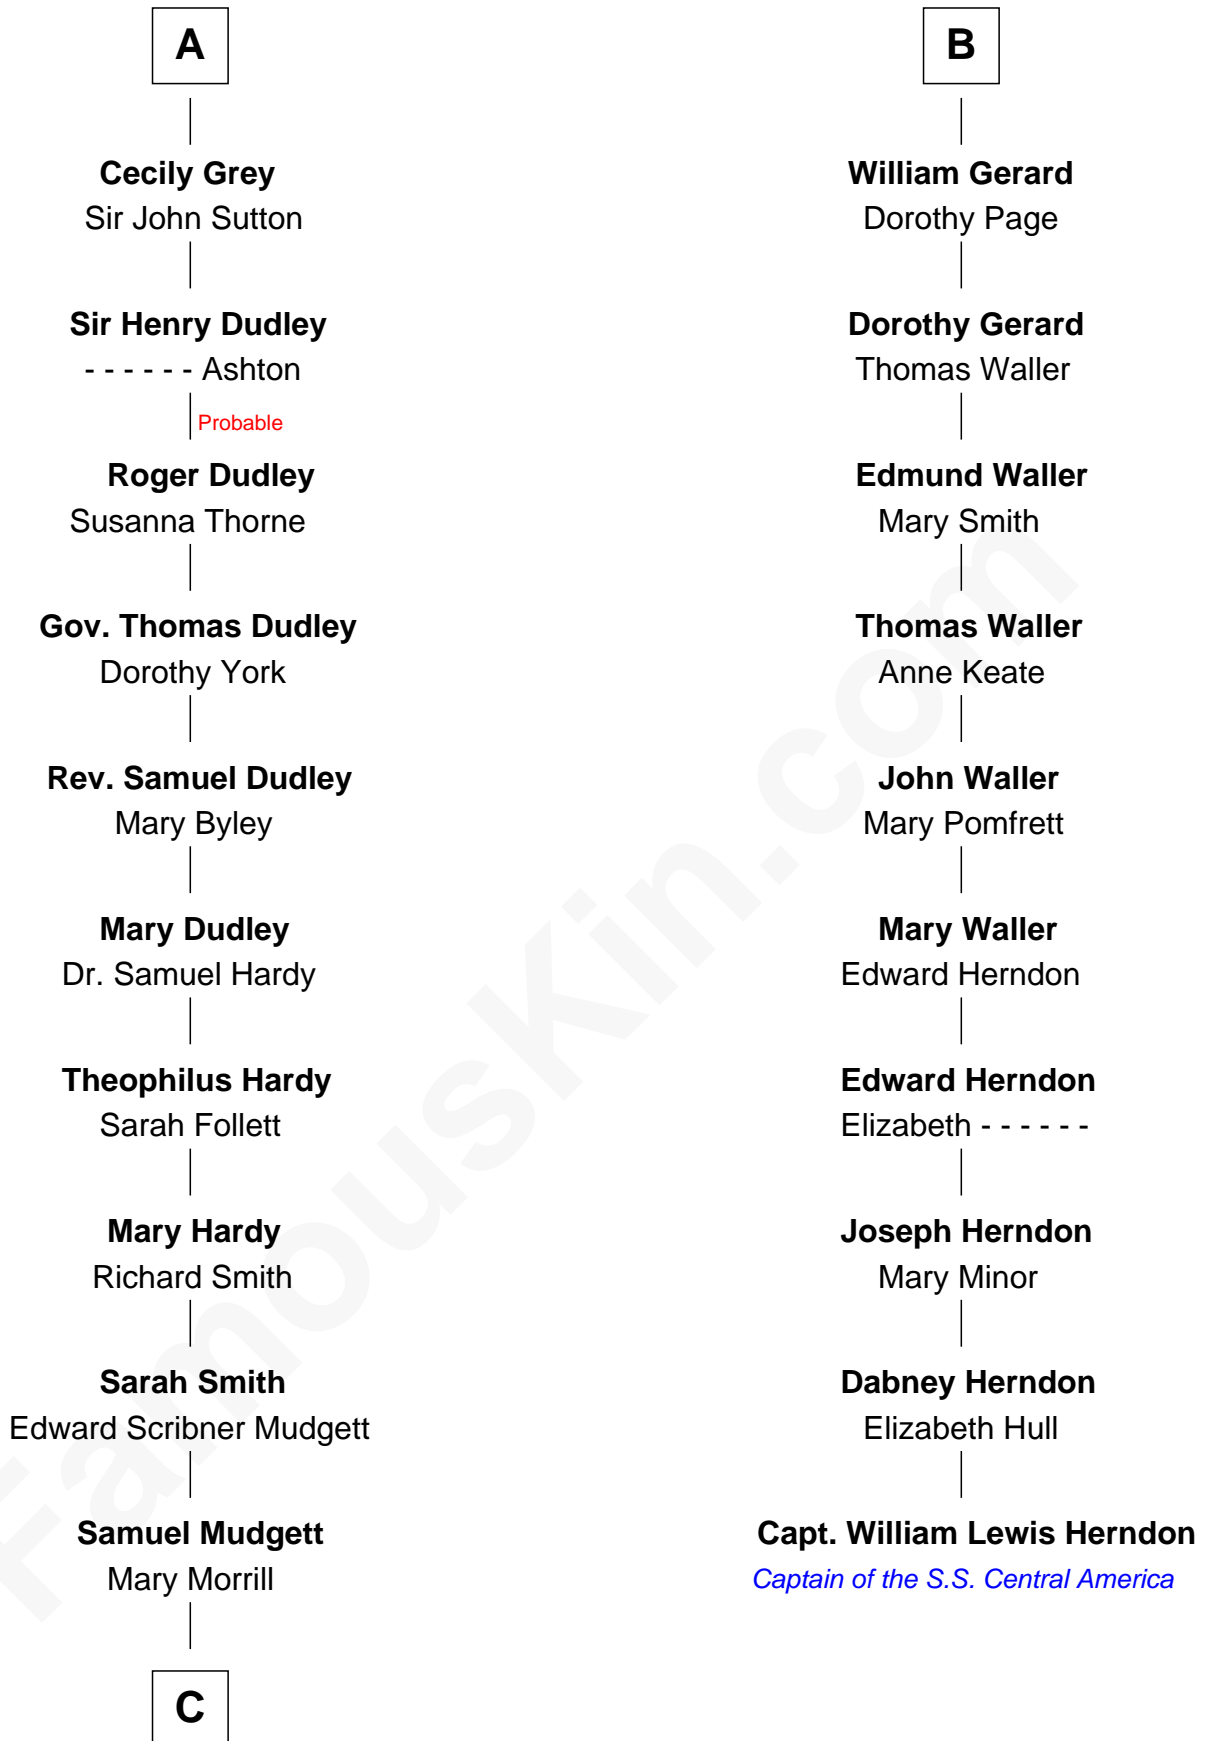 A
Cecily Grey
Sir John Sutton
Sir Henry Dudley
- - - - - - Ashton
Probable
Roger Dudley
Susanna Thorne
Gov. Thomas Dudley
Dorothy York
Rev. Samuel Dudley
Mary Byley
Mary Dudley
Dr. Samuel Hardy
Theophilus Hardy
Sarah Follett
Mary Hardy
Richard Smith
Sarah Smith
Edward Scribner Mudgett
Samuel Mudgett
Mary Morrill
C
B
William Gerard
Dorothy Page
Dorothy Gerard
Thomas Waller
Edmund Waller
Mary Smith
Thomas Waller
Anne Keate
John Waller
Mary Pomfrett
Mary Waller
Edward Herndon
Edward Herndon
Elizabeth - - - - - -
Joseph Herndon
Mary Minor
Dabney Herndon
Elizabeth Hull
Capt. William Lewis Herndon
Captain of the S.S. Central America
FamousKin.com